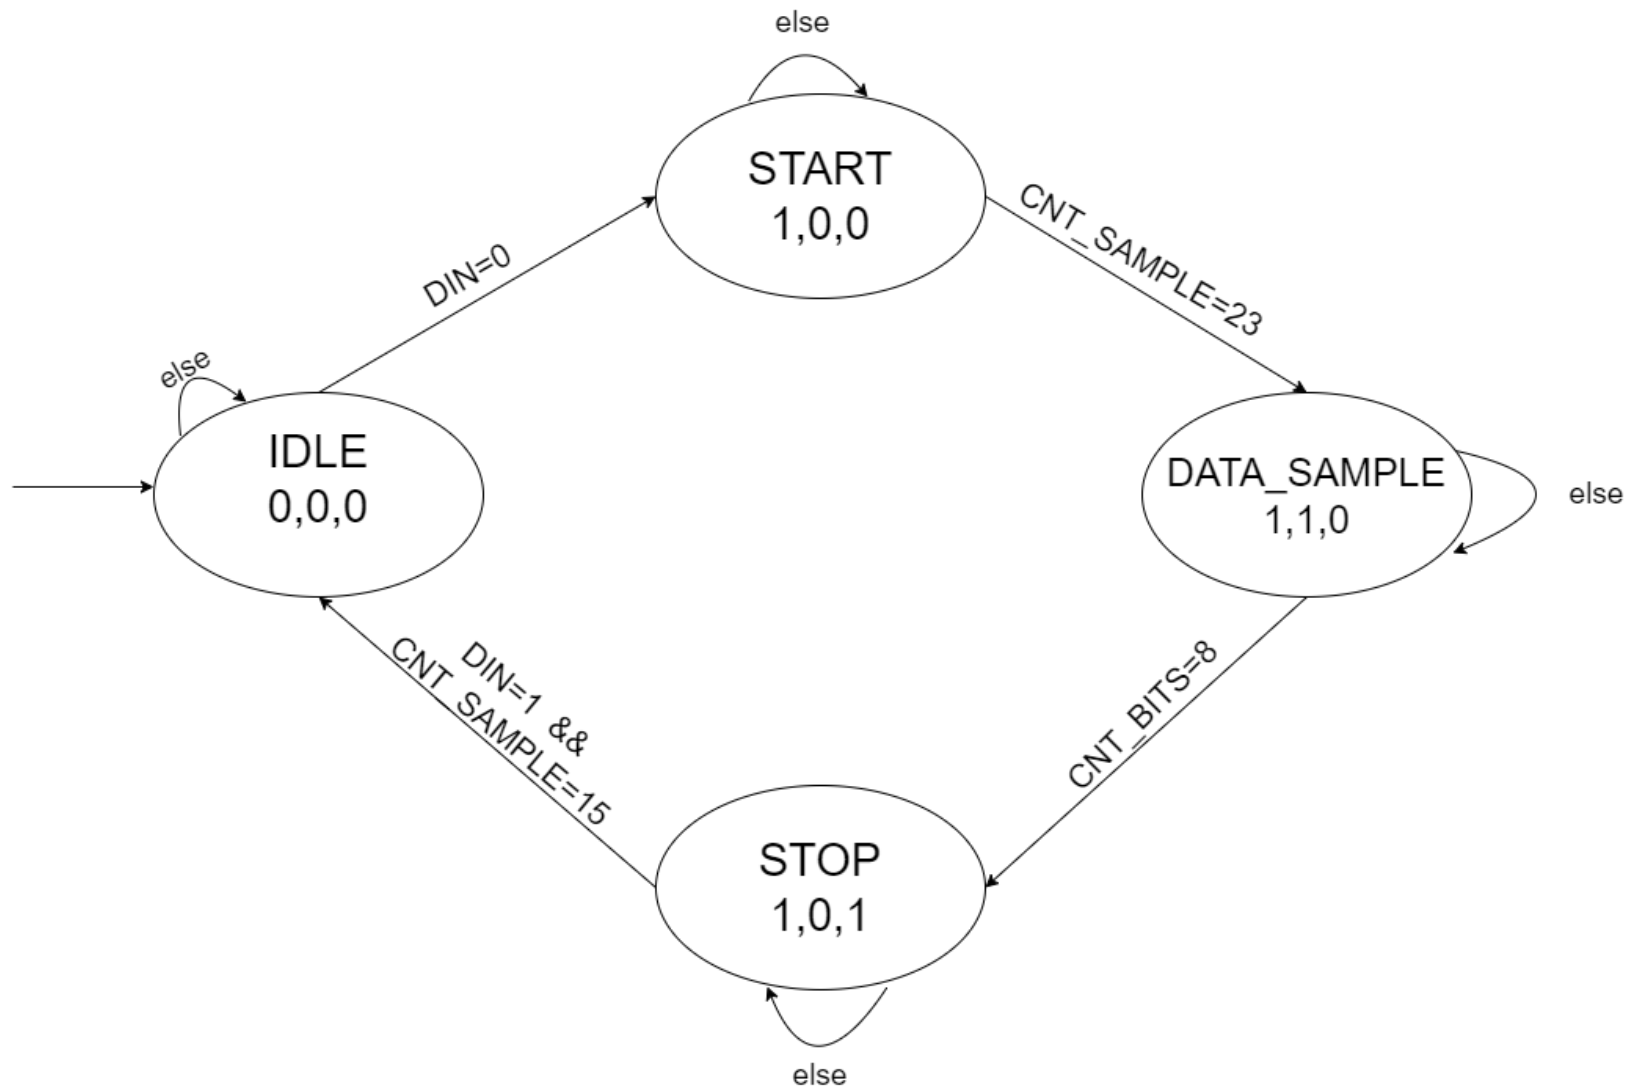 else
START
1,0,0
CNT_SAMPLE=23
DIN=0
else
IDLE
0,0,0
DATA_SAMPLE
1,1,0
else
DIN=1 &&
CNT_SAMPLE=15
CNT_BITS=8
STOP
1,0,1
else